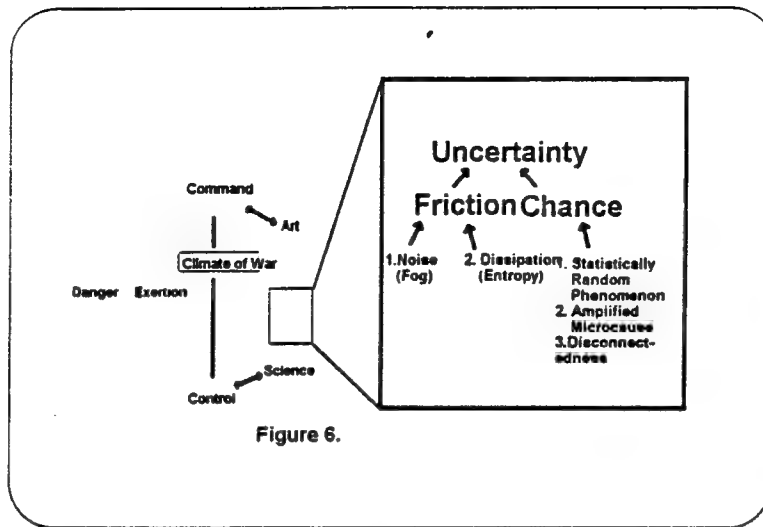 Command
Art
Climate of War
Danger Exertion
Science
Control
Uncertainty
Friction Chance
1.Noise
(Fog)
2. Dissipation
(Entropy)
1. Statistically
Random
Phenomenon
2. Amplified
Microcause
3.Disconnect-
edness
Figure 6.